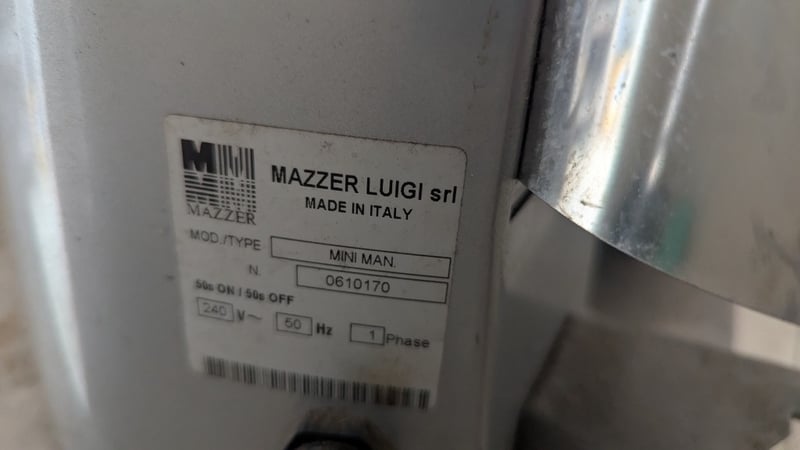 MAZZER
MAZZER LUIGI srl
MADE IN ITALY
MOD./TYPE MINI MAN.
N. 0610170
50s ON / 50s OFF
240 V~ 50 Hz 1 Phase